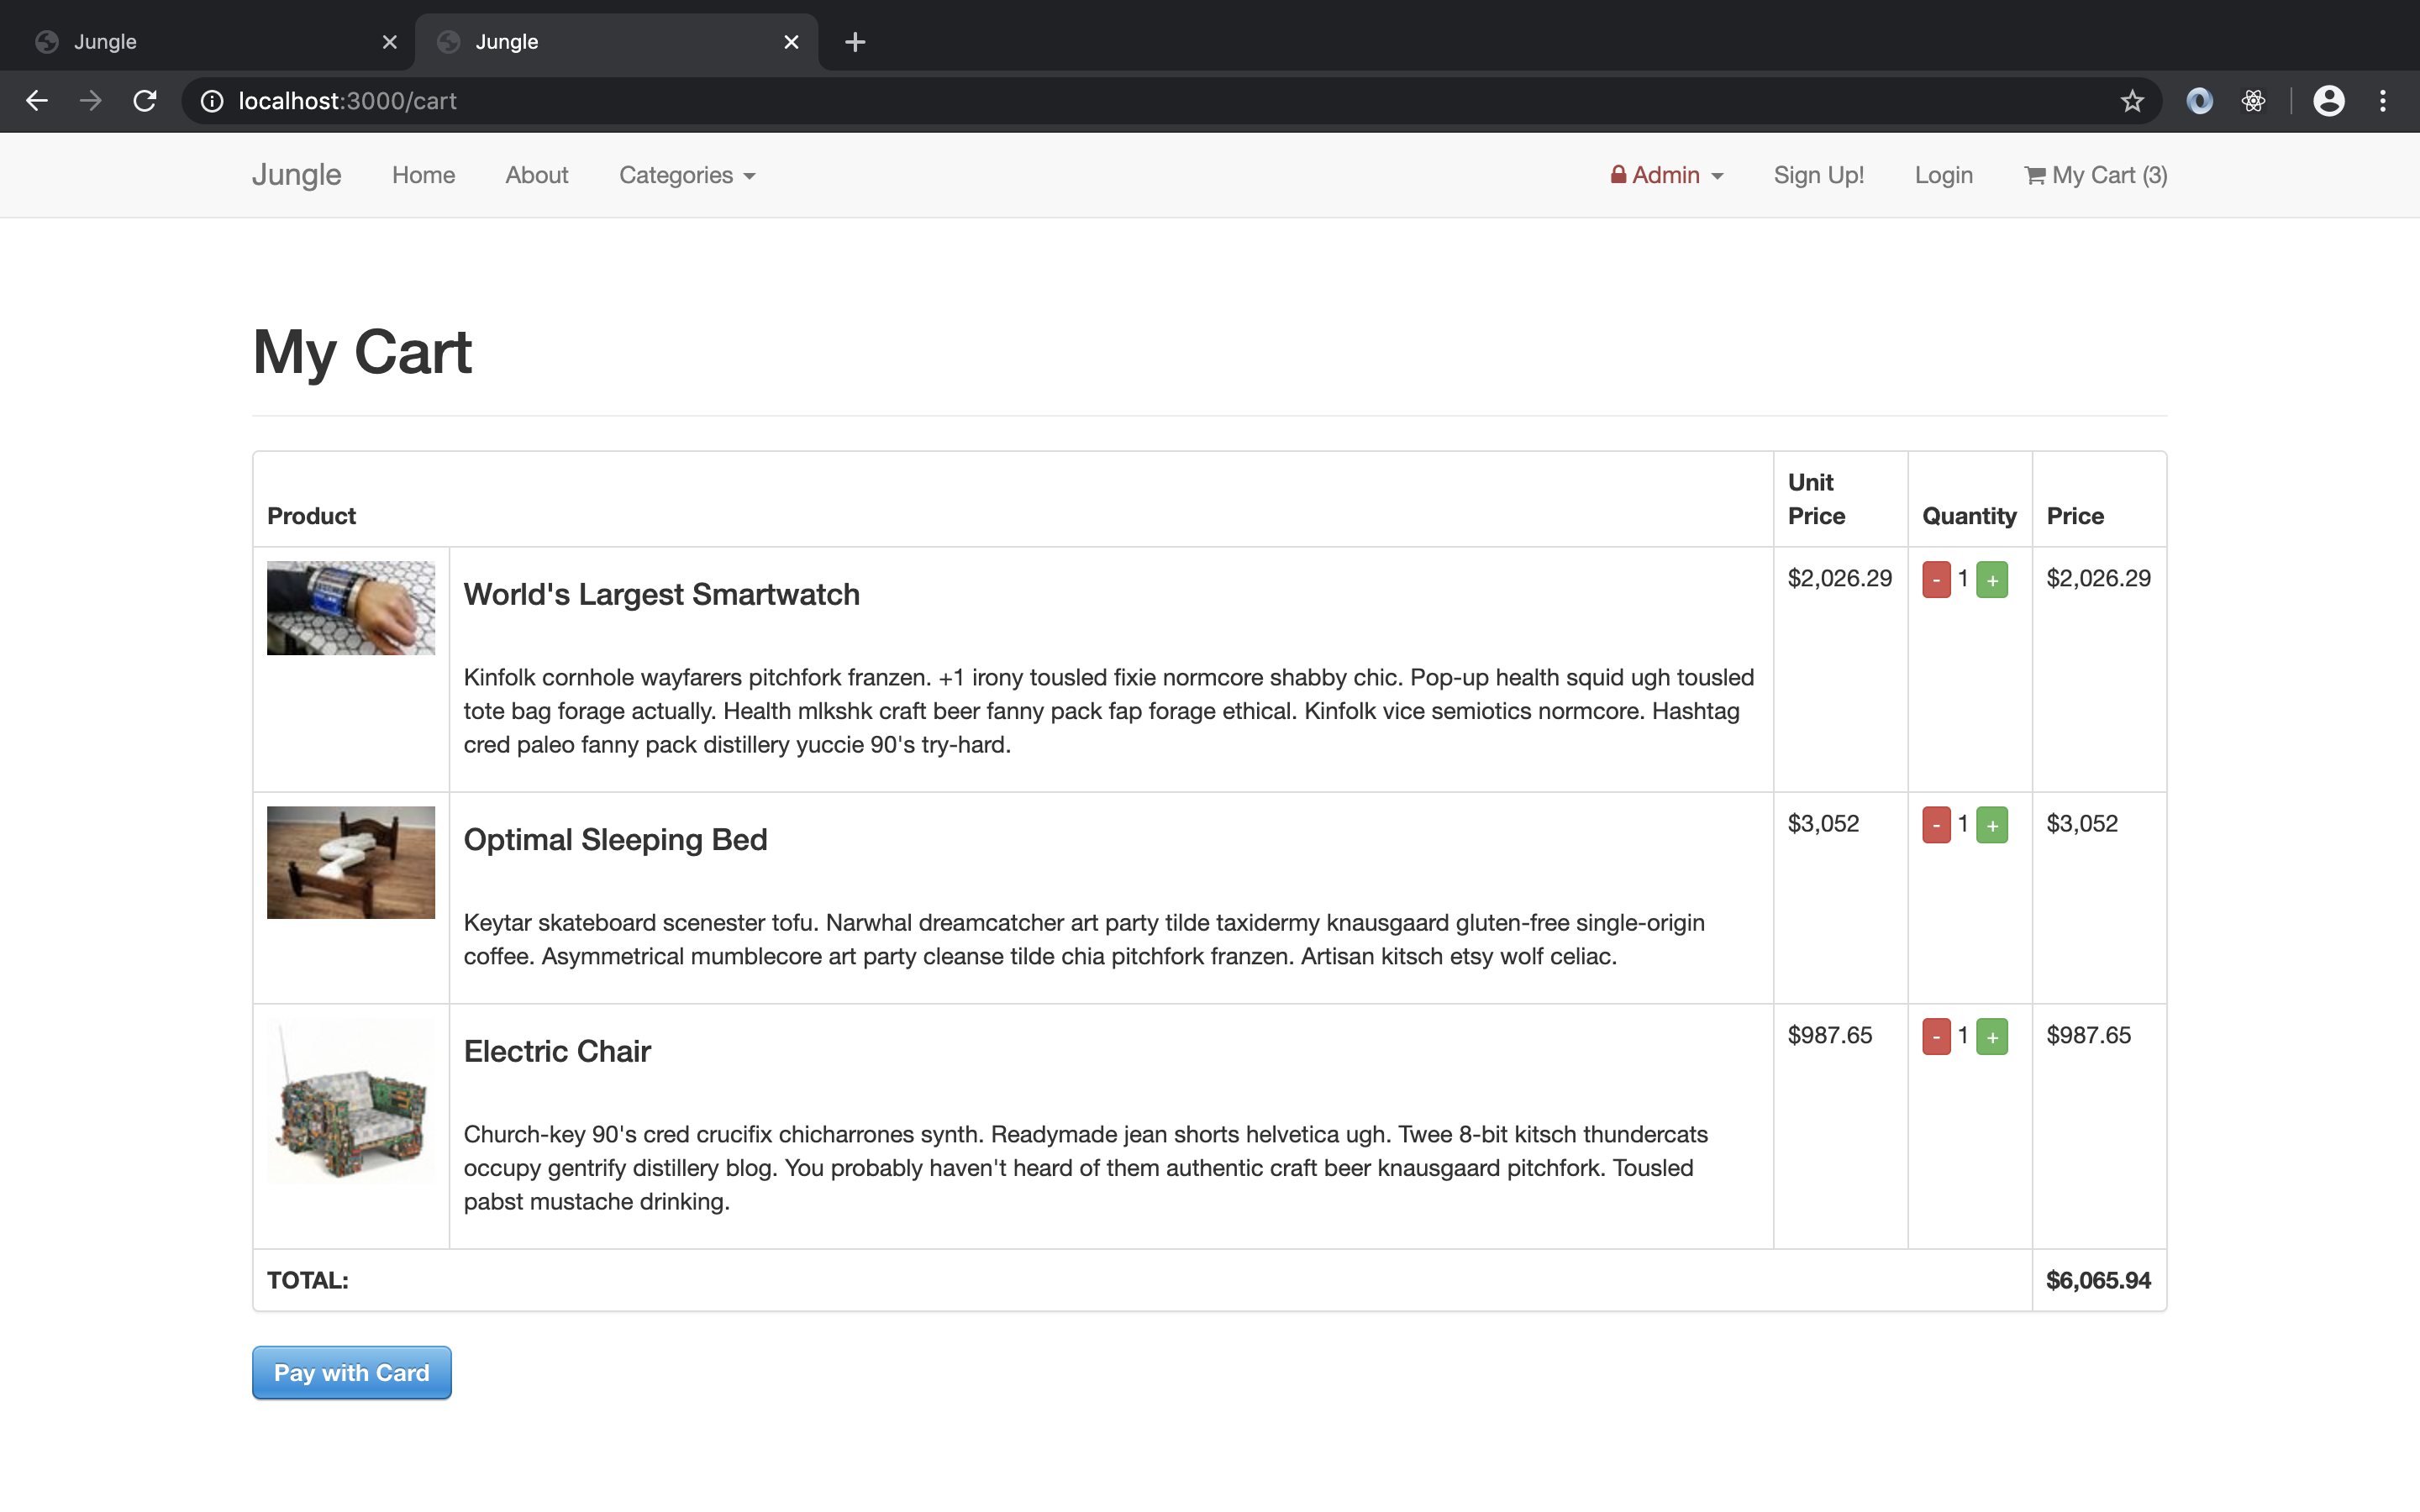 Jungle
Jungle
localhost:3000/cart
Jungle Home About Categories Admin Sign Up! Login My Cart (3)
My Cart
Product Unit Price Quantity Price
World's Largest Smartwatch $2,026.29 - 1 + $2,026.29
Kinfolk cornhole wayfarers pitchfork franzen. +1 irony tousled fixie normcore shabby chic. Pop-up health squid ugh tousled
tote bag forage actually. Health mlkshk craft beer fanny pack fap forage ethical. Kinfolk vice semiotics normcore. Hashtag
cred paleo fanny pack distillery yuccie 90's try-hard.
Optimal Sleeping Bed $3,052 - 1 + $3,052
Keytar skateboard scenester tofu. Narwhal dreamcatcher art party tilde taxidermy knausgaard gluten-free single-origin
coffee. Asymmetrical mumblecore art party cleanse tilde chia pitchfork franzen. Artisan kitsch etsy wolf celiac.
Electric Chair $987.65 - 1 + $987.65
Church-key 90's cred crucifix chicharrones synth. Readymade jean shorts helvetica ugh. Twee 8-bit kitsch thundercats
occupy gentrify distillery blog. You probably haven't heard of them authentic craft beer knausgaard pitchfork. Tousled
pabst mustache drinking.
TOTAL: $6,065.94
Pay with Card